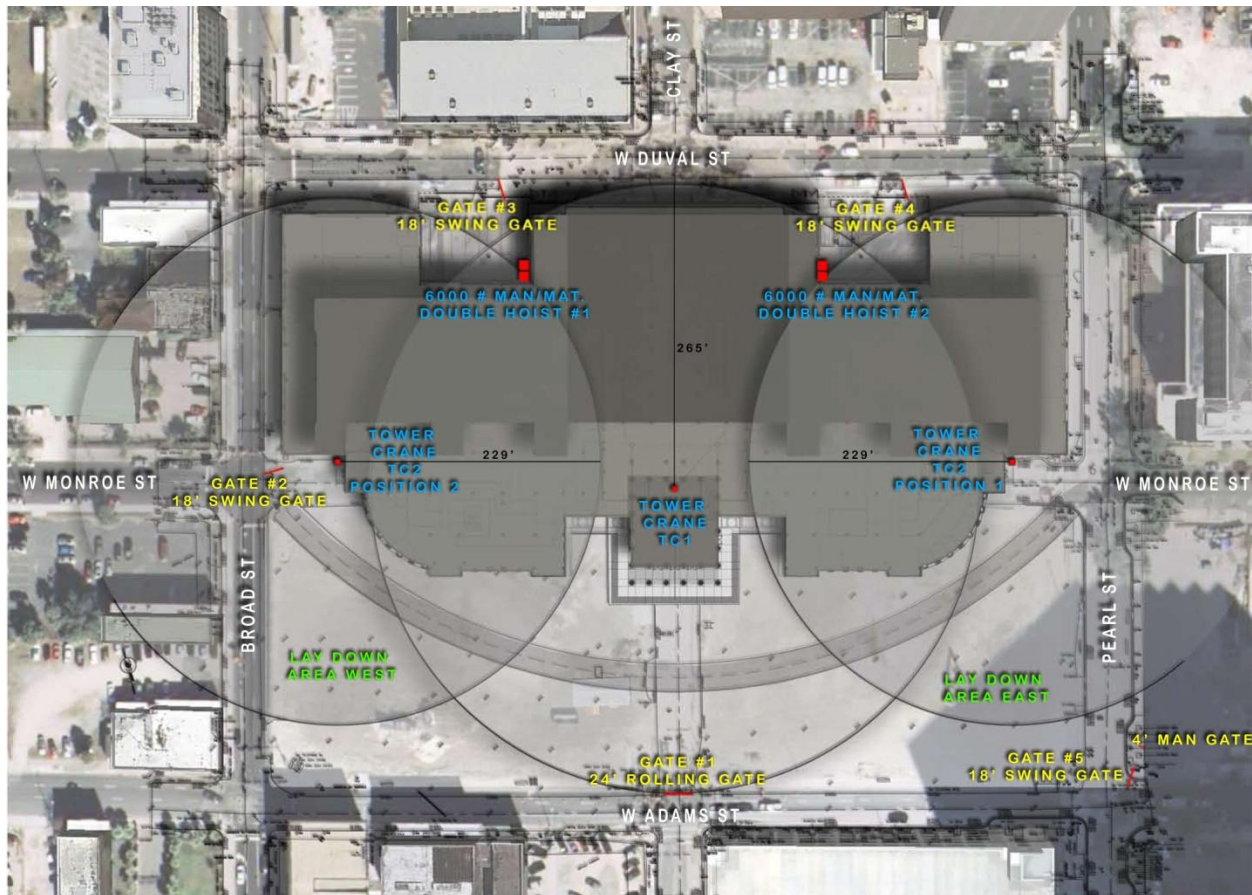 CLAY ST
W DUVAL ST
GATE #3
18' SWING GATE
GATE #4
18' SWING GATE
6000 # MAN/MAT.
DOUBLE HOIST #1
6000 # MAN/MAT.
DOUBLE HOIST #2
265'
TOWER
CRANE
TC2
POSITION 2
229'
229'
TOWER
CRANE
TC2
POSITION 1
W MONROE ST
GATE #2
18' SWING GATE
TOWER
CRANE
TC1
W MONROE ST
BROAD ST
PEARL ST
LAY DOWN
AREA WEST
LAY DOWN
AREA EAST
4' MAN GATE
GATE #1
24' ROLLING GATE
GATE #5
18' SWING GATE
W ADAMS ST